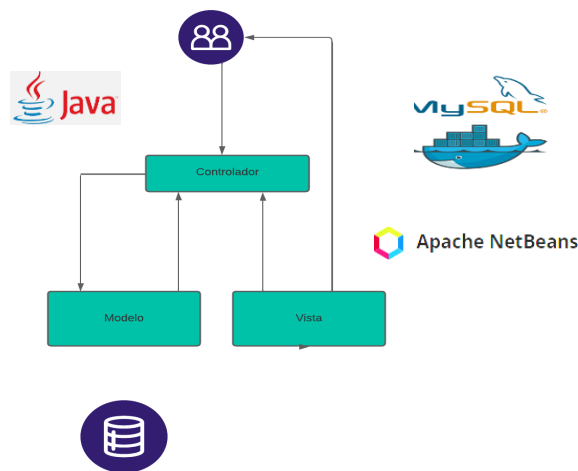 Java
MySQL
Controlador
Apache NetBeans
Modelo
Vista